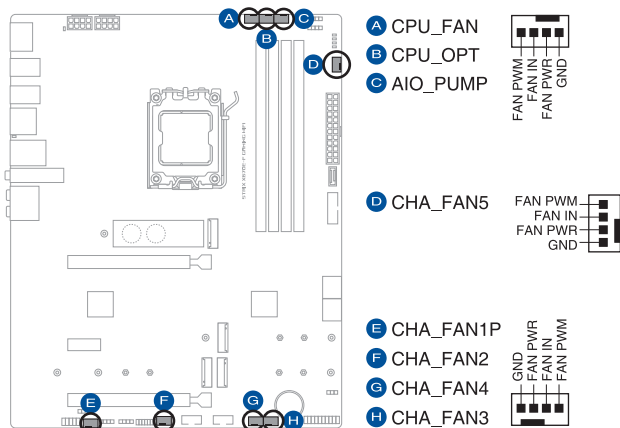 A CPU_FAN
B CPU_OPT
C AIO_PUMP
FAN PWM
FAN IN
FAN PWR
GND
D CHA_FAN5
FAN PWM
FAN IN
FAN PWR
GND
E CHA_FAN1P
F CHA_FAN2
G CHA_FAN4
H CHA_FAN3
GND
FAN PWR
FAN IN
FAN PWM
A
B
C
D
E
F
G
H